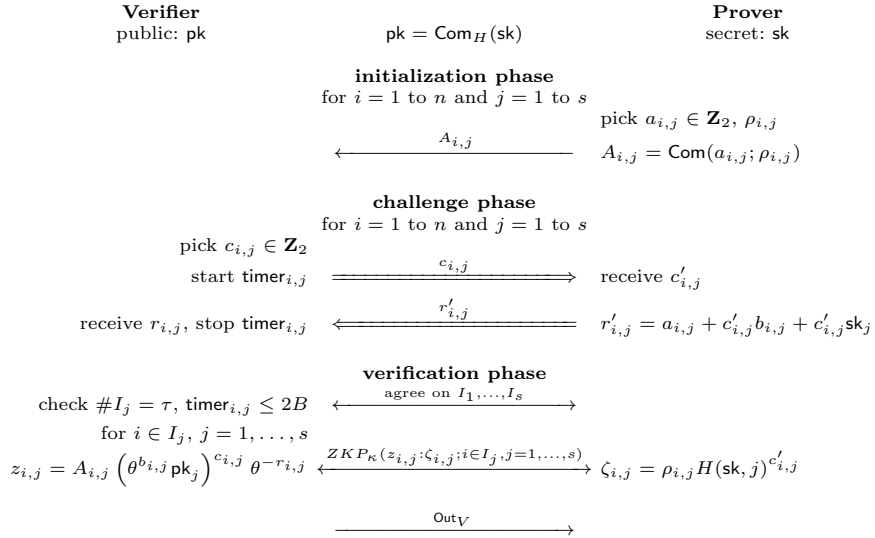 Verifier Prover
public: pk pk = Com_H(sk) secret: sk
initialization phase
for i = 1 to n and j = 1 to s
pick a_{i,j} ∈ Z_2, ρ_{i,j}
A_{i,j} A_{i,j} = Com(a_{i,j}; ρ_{i,j})
challenge phase
for i = 1 to n and j = 1 to s
pick c_{i,j} ∈ Z_2
start timer_{i,j} c_{i,j} receive c'_{i,j}
receive r_{i,j}, stop timer_{i,j} r'_{i,j} r'_{i,j} = a_{i,j} + c'_{i,j}b_{i,j} + c'_{i,j}sk_j
verification phase
check #I_j = τ, timer_{i,j} ≤ 2B agree on I_1,...,I_s
for i ∈ I_j, j = 1, . . . , s
z_{i,j} = A_{i,j} (θ^{b_{i,j}} pk_j)^{c_{i,j}} θ^{-r_{i,j}} ZKP_κ(z_{i,j}:ζ_{i,j};i∈I_j,j=1,...,s) ζ_{i,j} = ρ_{i,j}H(sk, j)^{c'_{i,j}}
Out_V